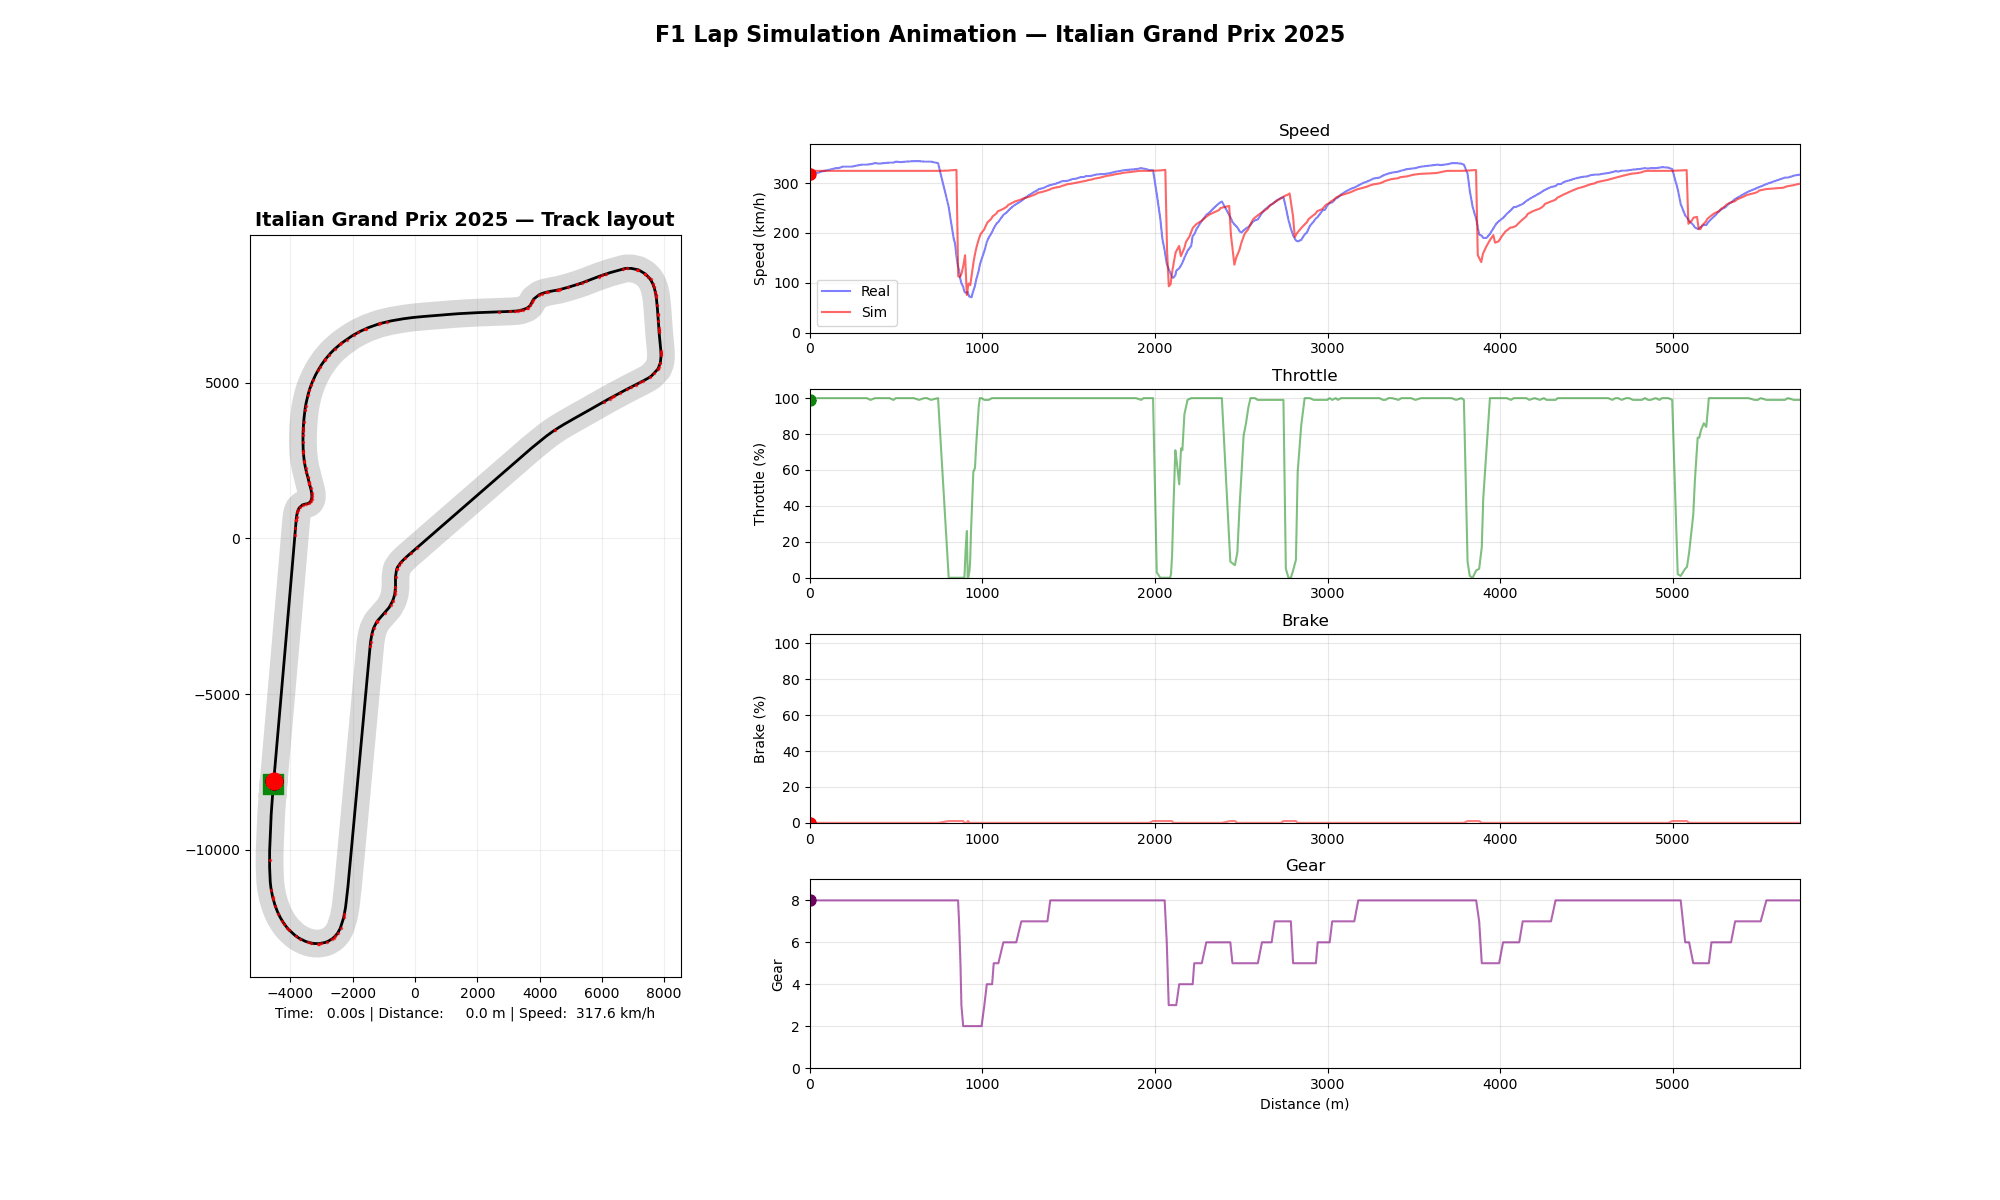 F1 Lap Simulation Animation — Italian Grand Prix 2025
Italian Grand Prix 2025 — Track layout
5000
0
−5000
−10000
−4000 −2000 0 2000 4000 6000 8000
Time: 0.00s | Distance: 0.0 m | Speed: 317.6 km/h
Speed
Speed (km/h)
300
200
100
0
Real
Sim
0 1000 2000 3000 4000 5000
Throttle
Throttle (%)
100
80
60
40
20
0
0 1000 2000 3000 4000 5000
Brake
Brake (%)
100
80
60
40
20
0
0 1000 2000 3000 4000 5000
Gear
Gear
8
6
4
2
0
0 1000 2000 3000 4000 5000
Distance (m)